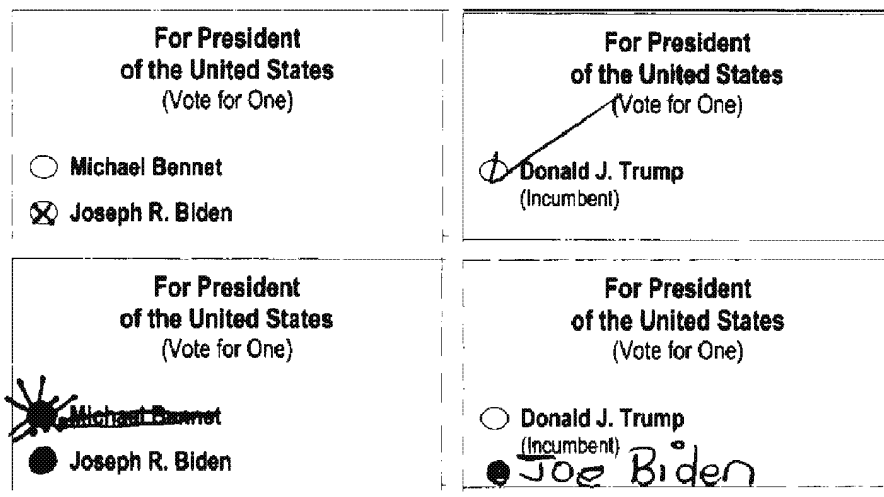 For President
of the United States
(Vote for One)
Michael Bennet
Joseph R. Biden
For President
of the United States
(Vote for One)
Donald J. Trump
(Incumbent)
For President
of the United States
(Vote for One)
Michael Bennet
Joseph R. Biden
For President
of the United States
(Vote for One)
Donald J. Trump
(Incumbent)
Joe Biden